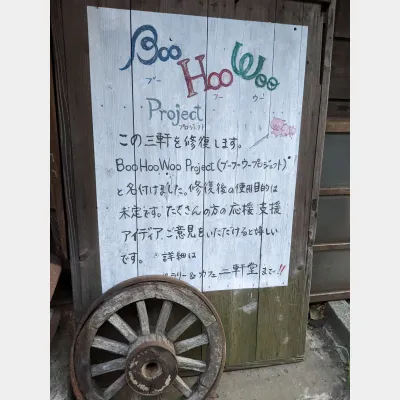 Boo Hoo Woo
ブー フー ウー
Project
プロジェクト
この三軒を修復します。
BooHooWoo Project(ブーフーウープロジェクト)
と名付けました。修復後の使用目的は
未定です。たくさんの方の応援 支援
アイディア、ご意見をいただけると嬉しい
です。 詳細は
ラリー&カフェ 二軒堂まで!!